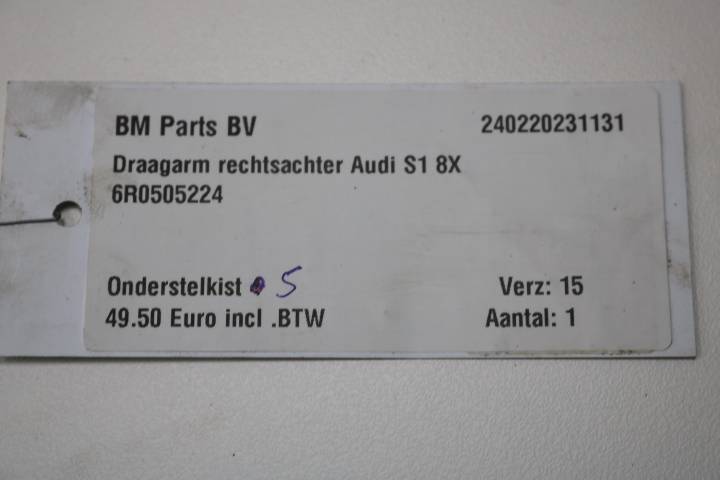 BM Parts BV 240220231131
Draagarm rechtsachter Audi S1 8X
6R0505224
Onderstelkist 5 Verz: 15
49.50 Euro incl .BTW Aantal: 1